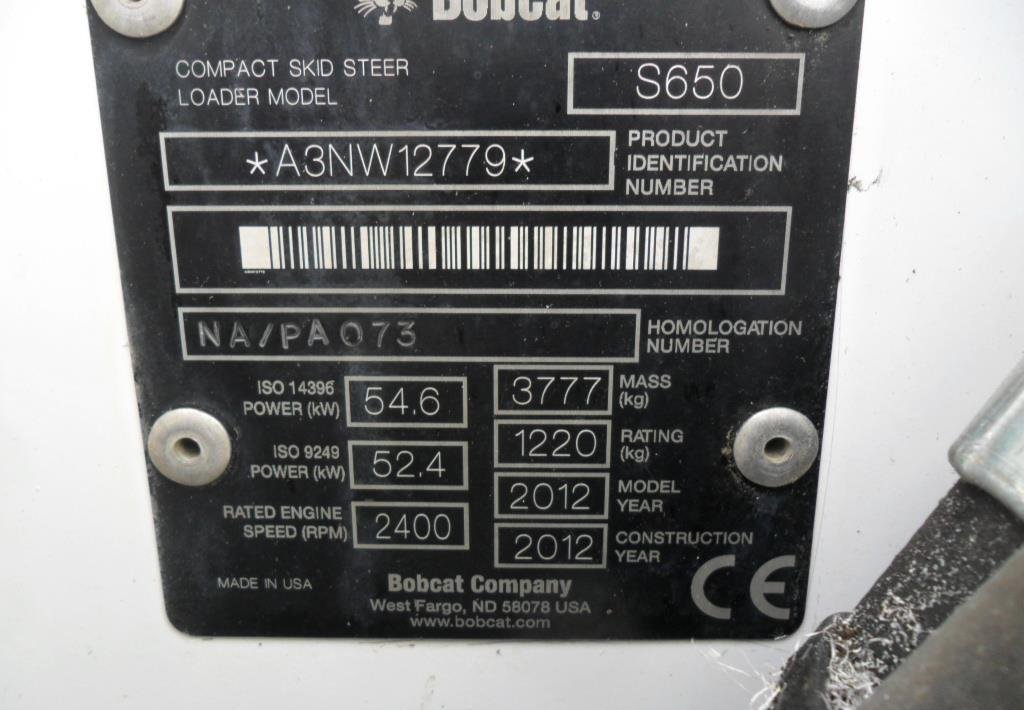 Bobcat®
COMPACT SKID STEER
LOADER MODEL
S650
*A3NW12779*
PRODUCT
IDENTIFICATION
NUMBER
NA/PA073
HOMOLOGATION
NUMBER
ISO 14396
POWER (kW)
54.6
3777
MASS
(kg)
ISO 9249
POWER (kW)
52.4
1220
RATING
(kg)
RATED ENGINE
SPEED (RPM)
2400
2012
MODEL
YEAR
2012
CONSTRUCTION
YEAR
MADE IN USA
Bobcat Company
West Fargo, ND 58078 USA
www.bobcat.com
CE